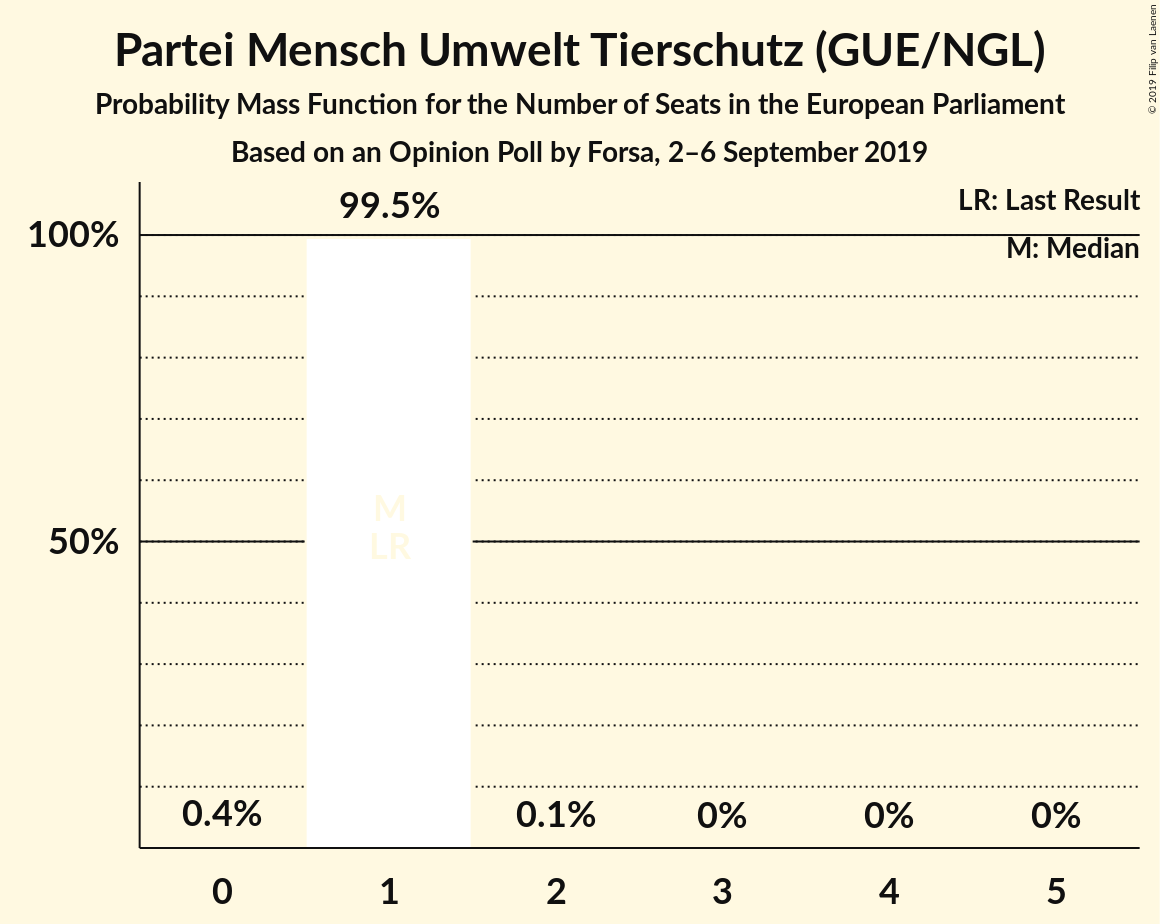 Partei Mensch Umwelt Tierschutz (GUE/NGL)
Probability Mass Function for the Number of Seats in the European Parliament
Based on an Opinion Poll by Forsa, 2–6 September 2019
© 2019 Filip van Laenen
LR: Last Result
M: Median
99.5%
100%
50%
M
LR
0.4%
0.1%
0%
0%
0%
0
1
2
3
4
5